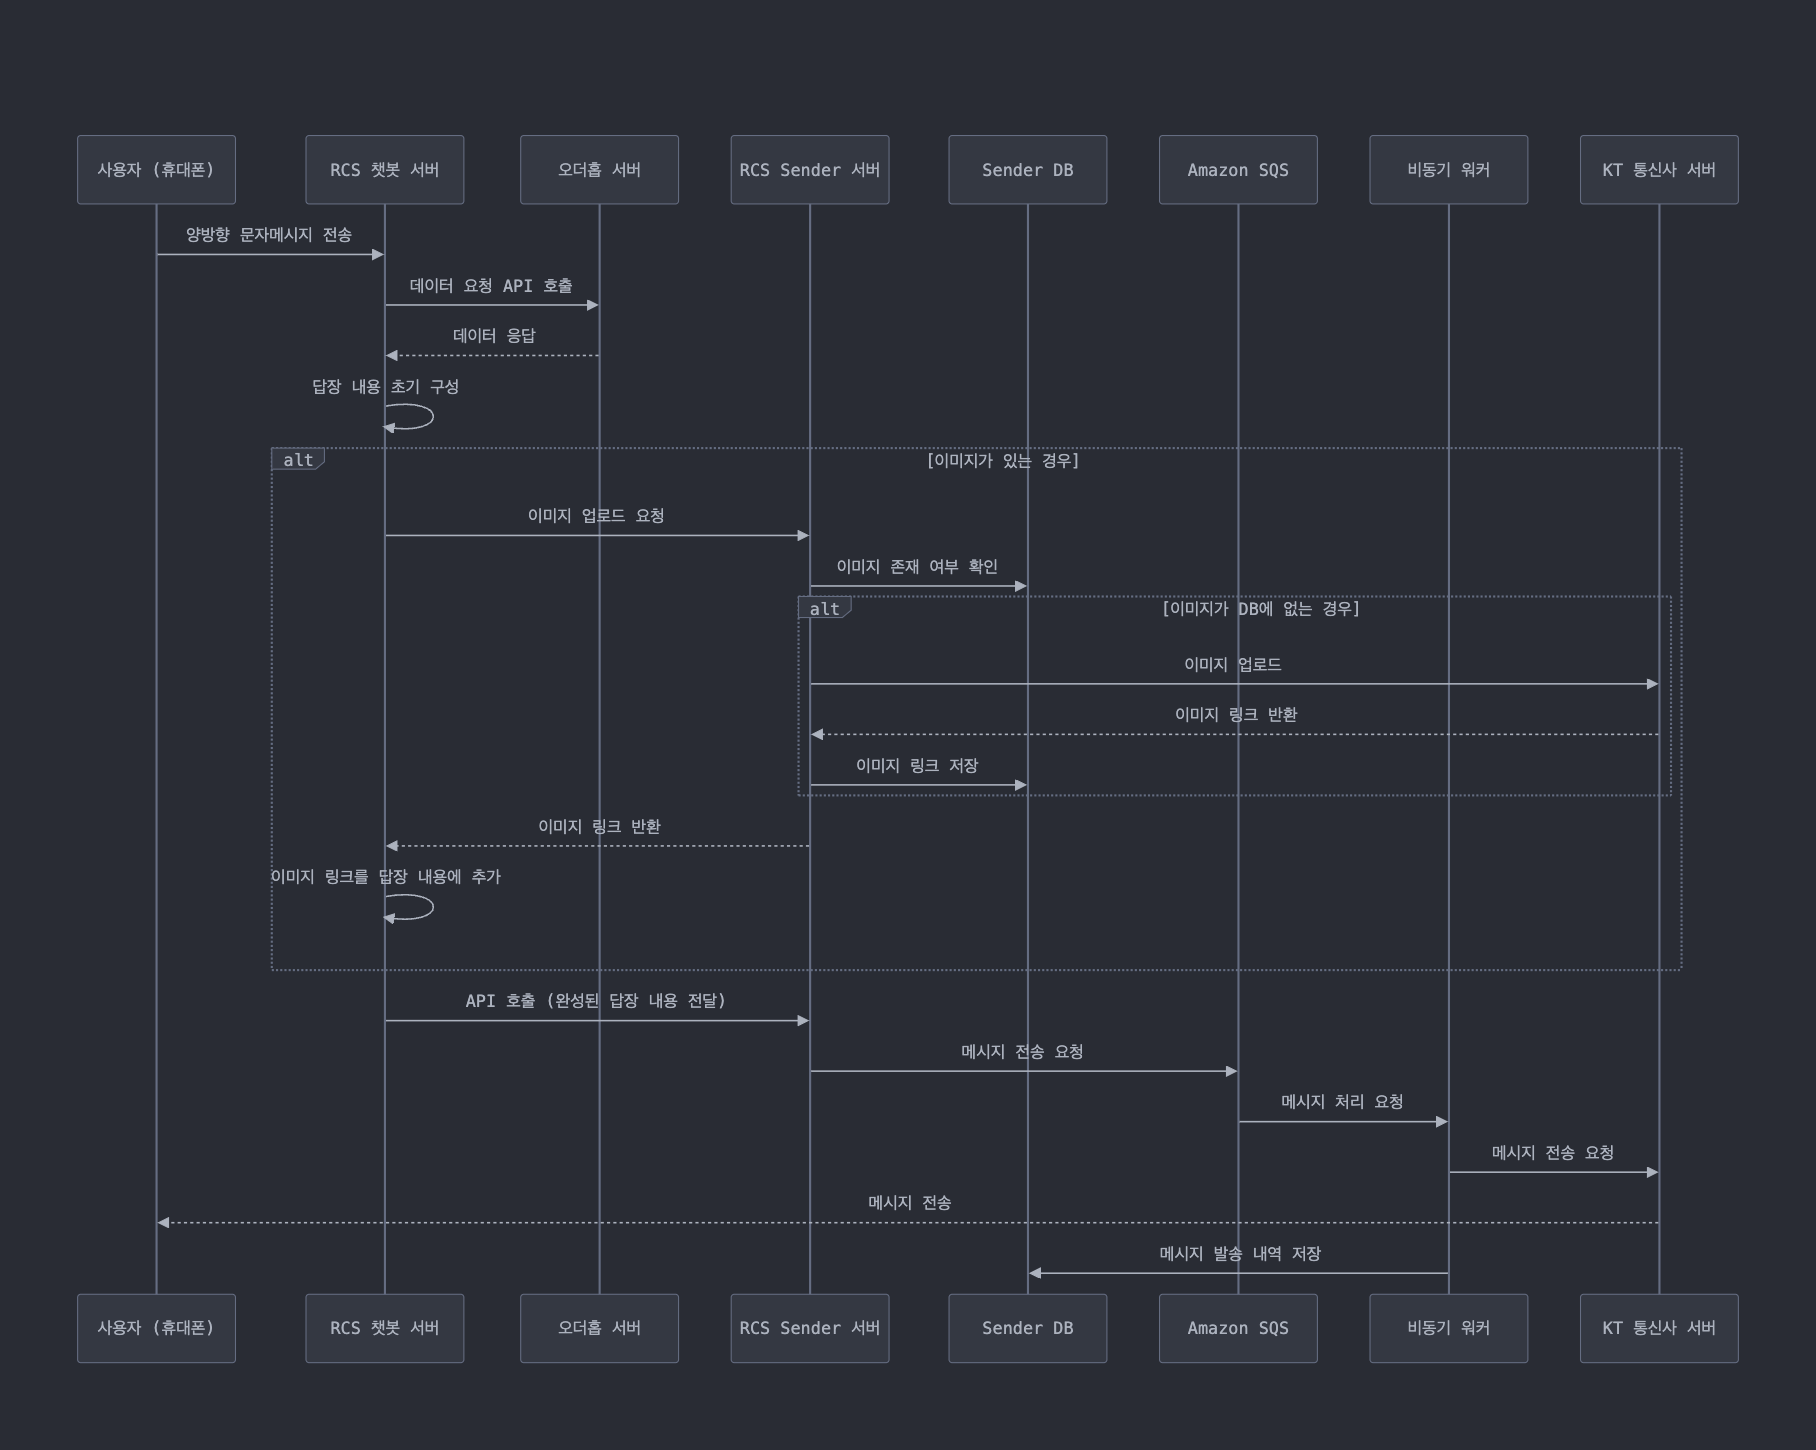 사용자 (휴대폰)
RCS 챗봇 서버
오더홉 서버
RCS Sender 서버
Sender DB
Amazon SQS
비동기 워커
KT 통신사 서버
양방향 문자메시지 전송
데이터 요청 API 호출
데이터 응답
답장 내용 초기 구성
alt
[이미지가 있는 경우]
이미지 업로드 요청
이미지 존재 여부 확인
alt
[이미지가 DB에 없는 경우]
이미지 업로드
이미지 링크 반환
이미지 링크 저장
이미지 링크 반환
이미지 링크를 답장 내용에 추가
API 호출 (완성된 답장 내용 전달)
메시지 전송 요청
메시지 처리 요청
메시지 전송 요청
메시지 전송
메시지 발송 내역 저장
사용자 (휴대폰)
RCS 챗봇 서버
오더홉 서버
RCS Sender 서버
Sender DB
Amazon SQS
비동기 워커
KT 통신사 서버